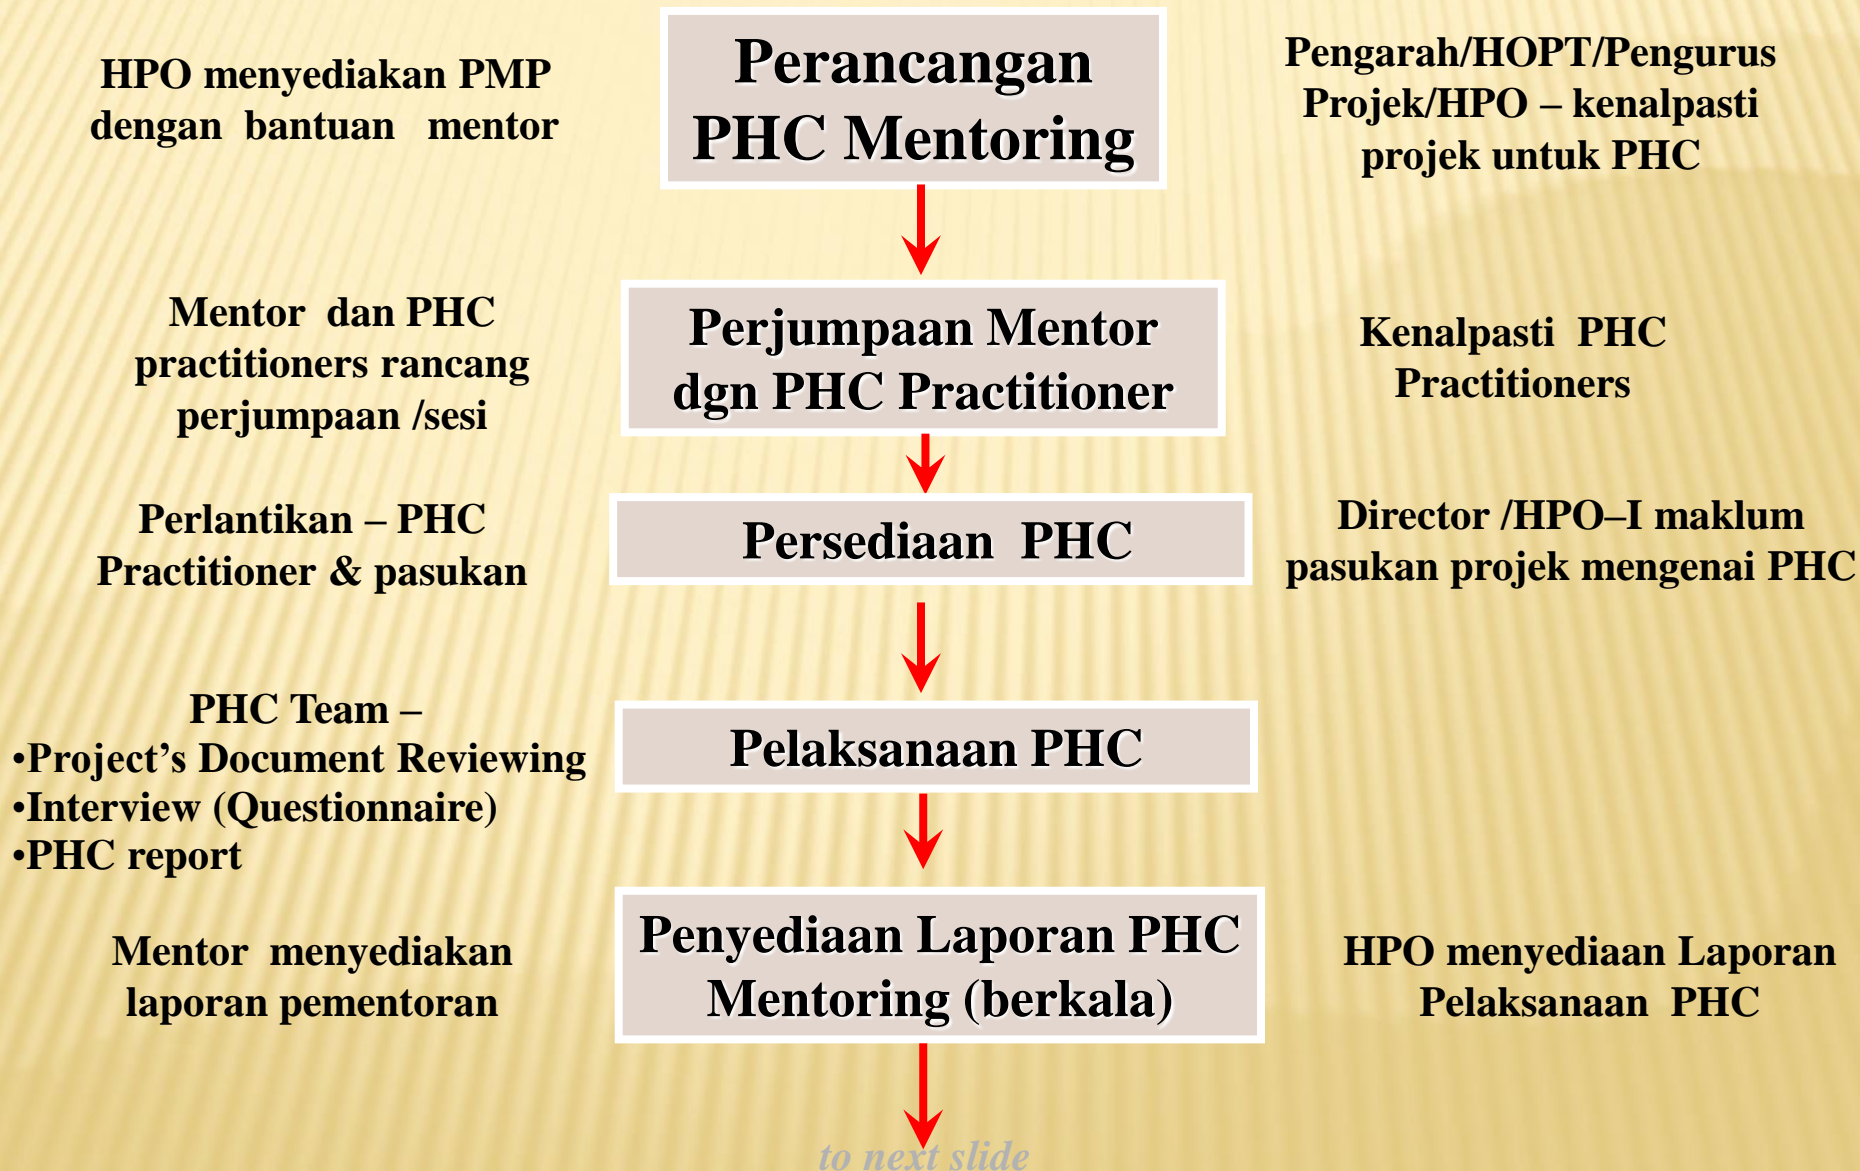 HPO menyediakan PMP
dengan bantuan mentor
Perancangan
PHC Mentoring
Pengarah/HOPT/Pengurus
Projek/HPO – kenalpasti
projek untuk PHC
Mentor dan PHC
practitioners rancang
perjumpaan /sesi
Perjumpaan Mentor
dgn PHC Practitioner
Kenalpasti PHC
Practitioners
Perlantikan – PHC
Practitioner & pasukan
Persediaan PHC
Director /HPO–I maklum
pasukan projek mengenai PHC
PHC Team –
•Project’s Document Reviewing
•Interview (Questionnaire)
•PHC report
Pelaksanaan PHC
Mentor menyediakan
laporan pementoran
Penyediaan Laporan PHC
Mentoring (berkala)
HPO menyediaan Laporan
Pelaksanaan PHC
to next slide